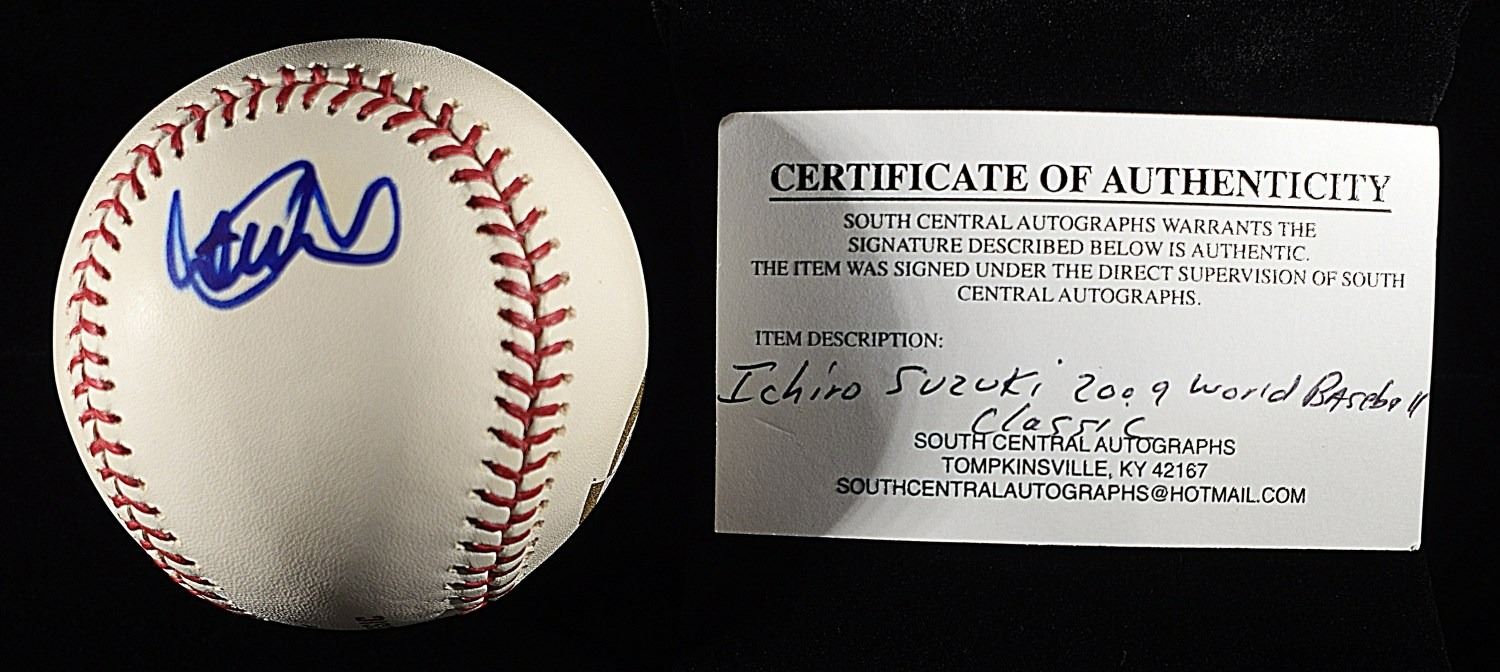 CERTIFICATE OF AUTHENTICITY
SOUTH CENTRAL AUTOGRAPHS WARRANTS THE
SIGNATURE DESCRIBED BELOW IS AUTHENTIC.
THE ITEM WAS SIGNED UNDER THE DIRECT SUPERVISION OF SOUTH
CENTRAL AUTOGRAPHS.
ITEM DESCRIPTION:
Ichiro Suzuki 2009 World Baseball
Classic
SOUTH CENTRAL AUTOGRAPHS
TOMPKINSVILLE, KY 42167
SOUTHCENTRALAUTOGRAPHS@HOTMAIL.COM